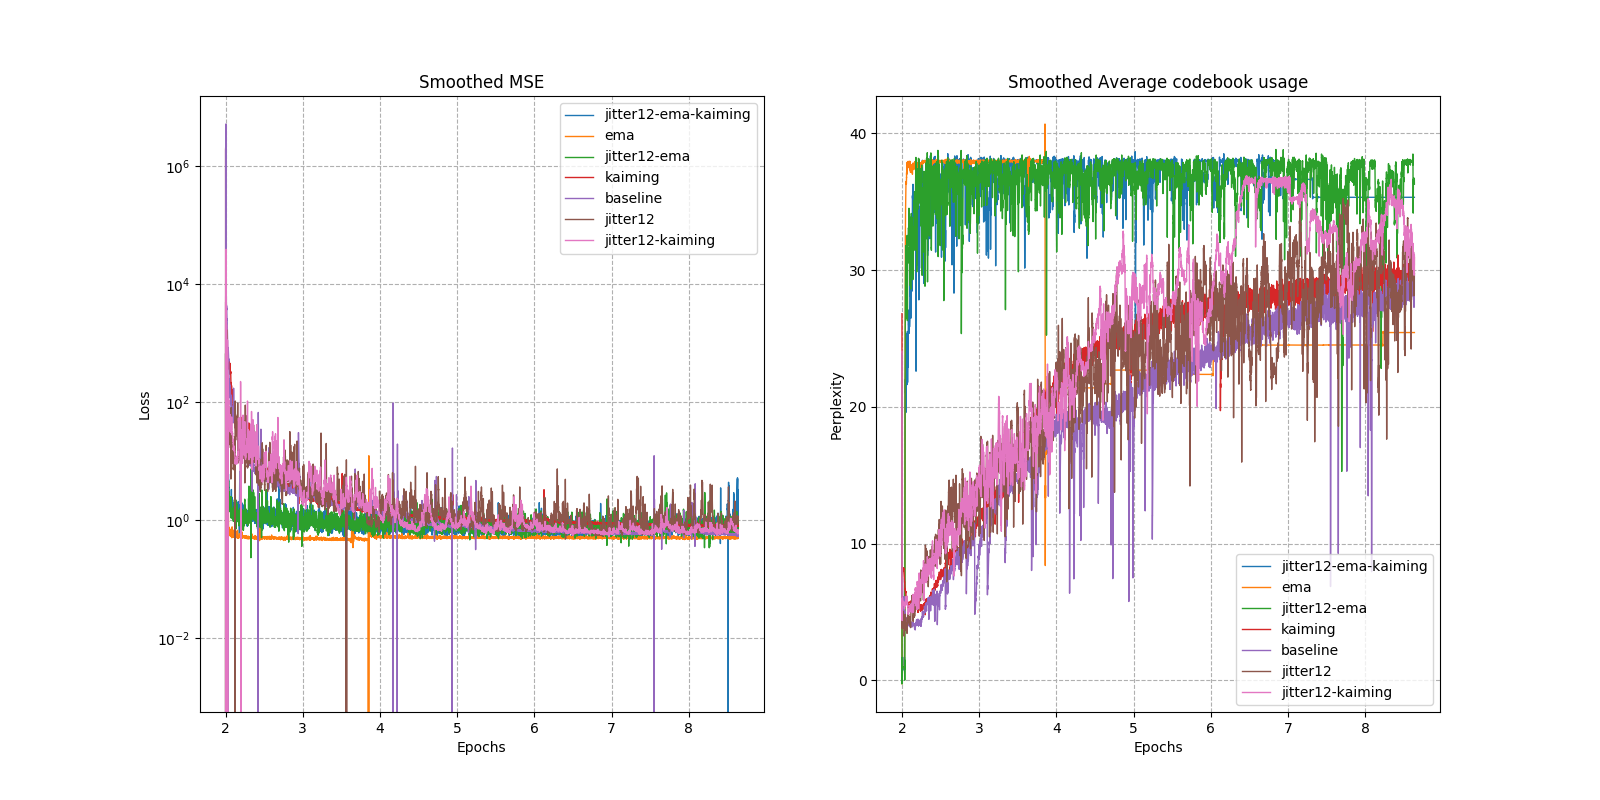 Smoothed MSE
Loss
10^6
10^4
10^2
10^0
10^−2
2 3 4 5 6 7 8
Epochs
jitter12-ema-kaiming
ema
jitter12-ema
kaiming
baseline
jitter12
jitter12-kaiming
Smoothed Average codebook usage
Perplexity
40
30
20
10
0
2 3 4 5 6 7 8
Epochs
jitter12-ema-kaiming
ema
jitter12-ema
kaiming
baseline
jitter12
jitter12-kaiming